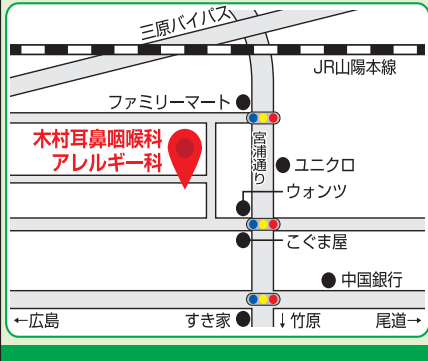 三原バイパス
JR山陽本線
ファミリーマート
木村耳鼻咽喉科
アレルギー科
宮浦通り
ユニクロ
ウォンツ
こぐま屋
中国銀行
←広島
すき家
↓竹原
尾道→